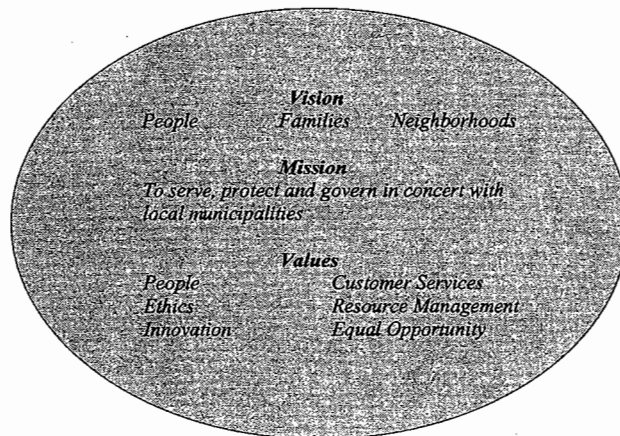 Vision
People Families Neighborhoods
Mission
To serve, protect and govern in concert with
local municipalities
Values
People Customer Services
Ethics Resource Management
Innovation Equal Opportunity